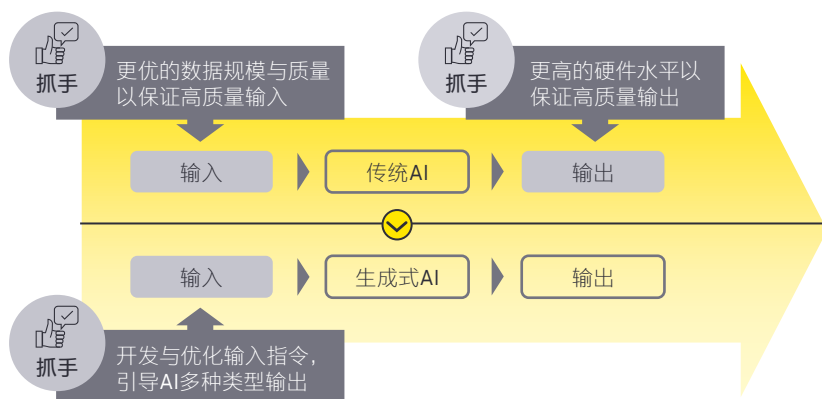 抓手
更优的数据规模与质量
以保证高质量输入
抓手
更高的硬件水平以
保证高质量输出
输入
传统AI
输出
输入
生成式AI
输出
抓手
开发与优化输入指令，
引导AI多种类型输出